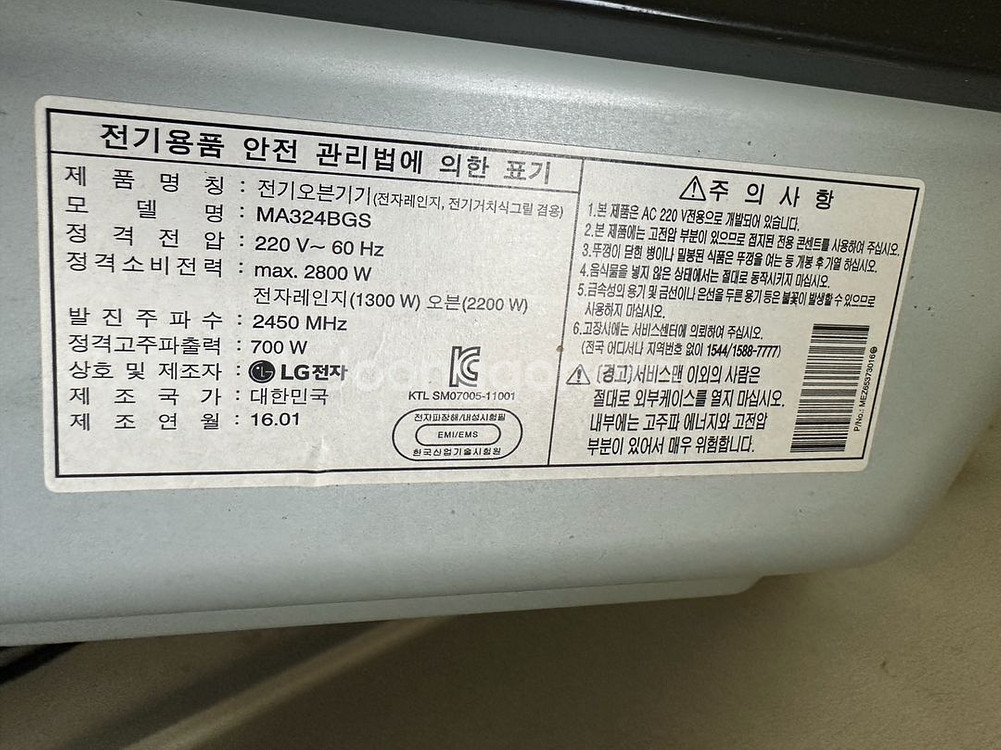 전기용품 안전 관리법에 의한 표기
제 품 명 칭 : 전기오븐기기(전자레인지, 전기거치식그릴 겸용)
모 델 명 : MA324BGS
정 격 전 압 : 220 V~ 60 Hz
정격소비전력 : max. 2800 W
전자레인지(1300 W) 오븐(2200 W)
발 진 주 파 수 : 2450 MHz
정격고주파출력 : 700 W
상호 및 제조자 : LG전자
제 조 국 가 : 대한민국
제 조 연 월 : 16.01
KTL SM07005-11001
전자파장해/내성시험필
EMI/EMS
한국산업기술시험원
⚠주 의 사 항
1.본 제품은 AC 220 V전용으로 개발되어 있습니다.
2.본 제품에는 고전압 부분이 있으므로 접지된 전용 콘센트를 사용하여 주십시오.
3.뚜껑이 닫힌 병이나 밀봉된 식품은 뚜껑을 여는 등 개봉 후 가열 하십시오.
4.음식물을 넣지 않은 상태에서는 절대로 동작시키지 마십시오.
5.금속성의 용기 및 금선이나 은선을 두른 용기 등은 불꽃이 발생할 수 있으므로
사용하지 마십시오.
6.고장시에는 서비스센터에 의뢰하여 주십시오.
(전국 어디서나 지역번호 없이 1544/1588-7777)
⚠(경고)서비스맨 이외의 사람은
절대로 외부케이스를 열지 마십시오.
내부에는 고주파 에너지와 고전압
부분이 있어서 매우 위험합니다.
P/No.: MEZ65373016